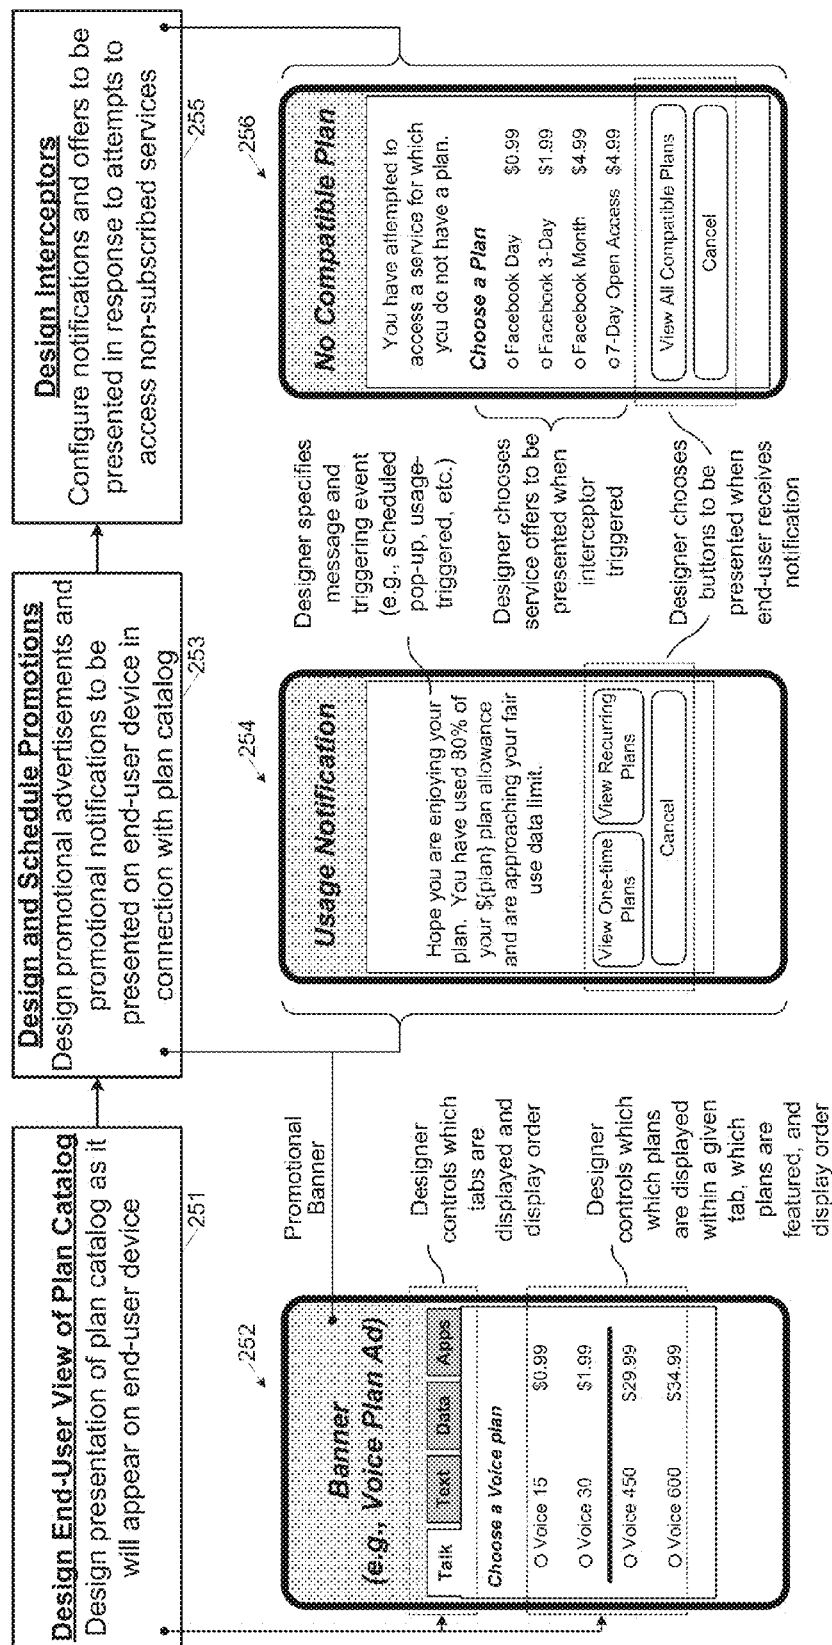 Design End-User View of Plan Catalog
Design presentation of plan catalog as it
will appear on end-user device
251
Design and Schedule Promotions
Design promotional advertisements and
promotional notifications to be
presented on end-user device in
connection with plan catalog
253
Design Interceptors
Configure notifications and offers to be
presented in response to attempts to
access non-subscribed services
255
252
Banner
(e.g., Voice Plan Ad)
Talk Text Data Apps
Choose a Voice plan
O Voice 15 $0.99
O Voice 30 $1.99
O Voice 450 $29.99
O Voice 600 $34.99
Promotional
Banner
Designer
controls which
tabs are
displayed and
display order
Designer
controls which
which plans
are displayed
within a given
tab, which
plans are
featured, and
display order
254
Usage Notification
Hope you are enjoying your
plan. You have used 80% of
your ${plan} plan allowance
and are approaching your fair
use data limit.
View One-time
Plans
View Recurring
Plans
Cancel
Designer specifies
message and
triggering event
(e.g., scheduled
pop-up, usage-
triggered, etc.)
Designer chooses
service offers to be
presented when
interceptor
triggered
Designer chooses
buttons to be
presented when
end-user receives
notification
256
No Compatible Plan
You have attempted to
access a service for which
you do not have a plan.
Choose a Plan
o Facebook Day $0.99
o Facebook 3-Day $1.99
o Facebook Month $4.99
o 7-Day Open Access $4.99
View All Compatible Plans
Cancel